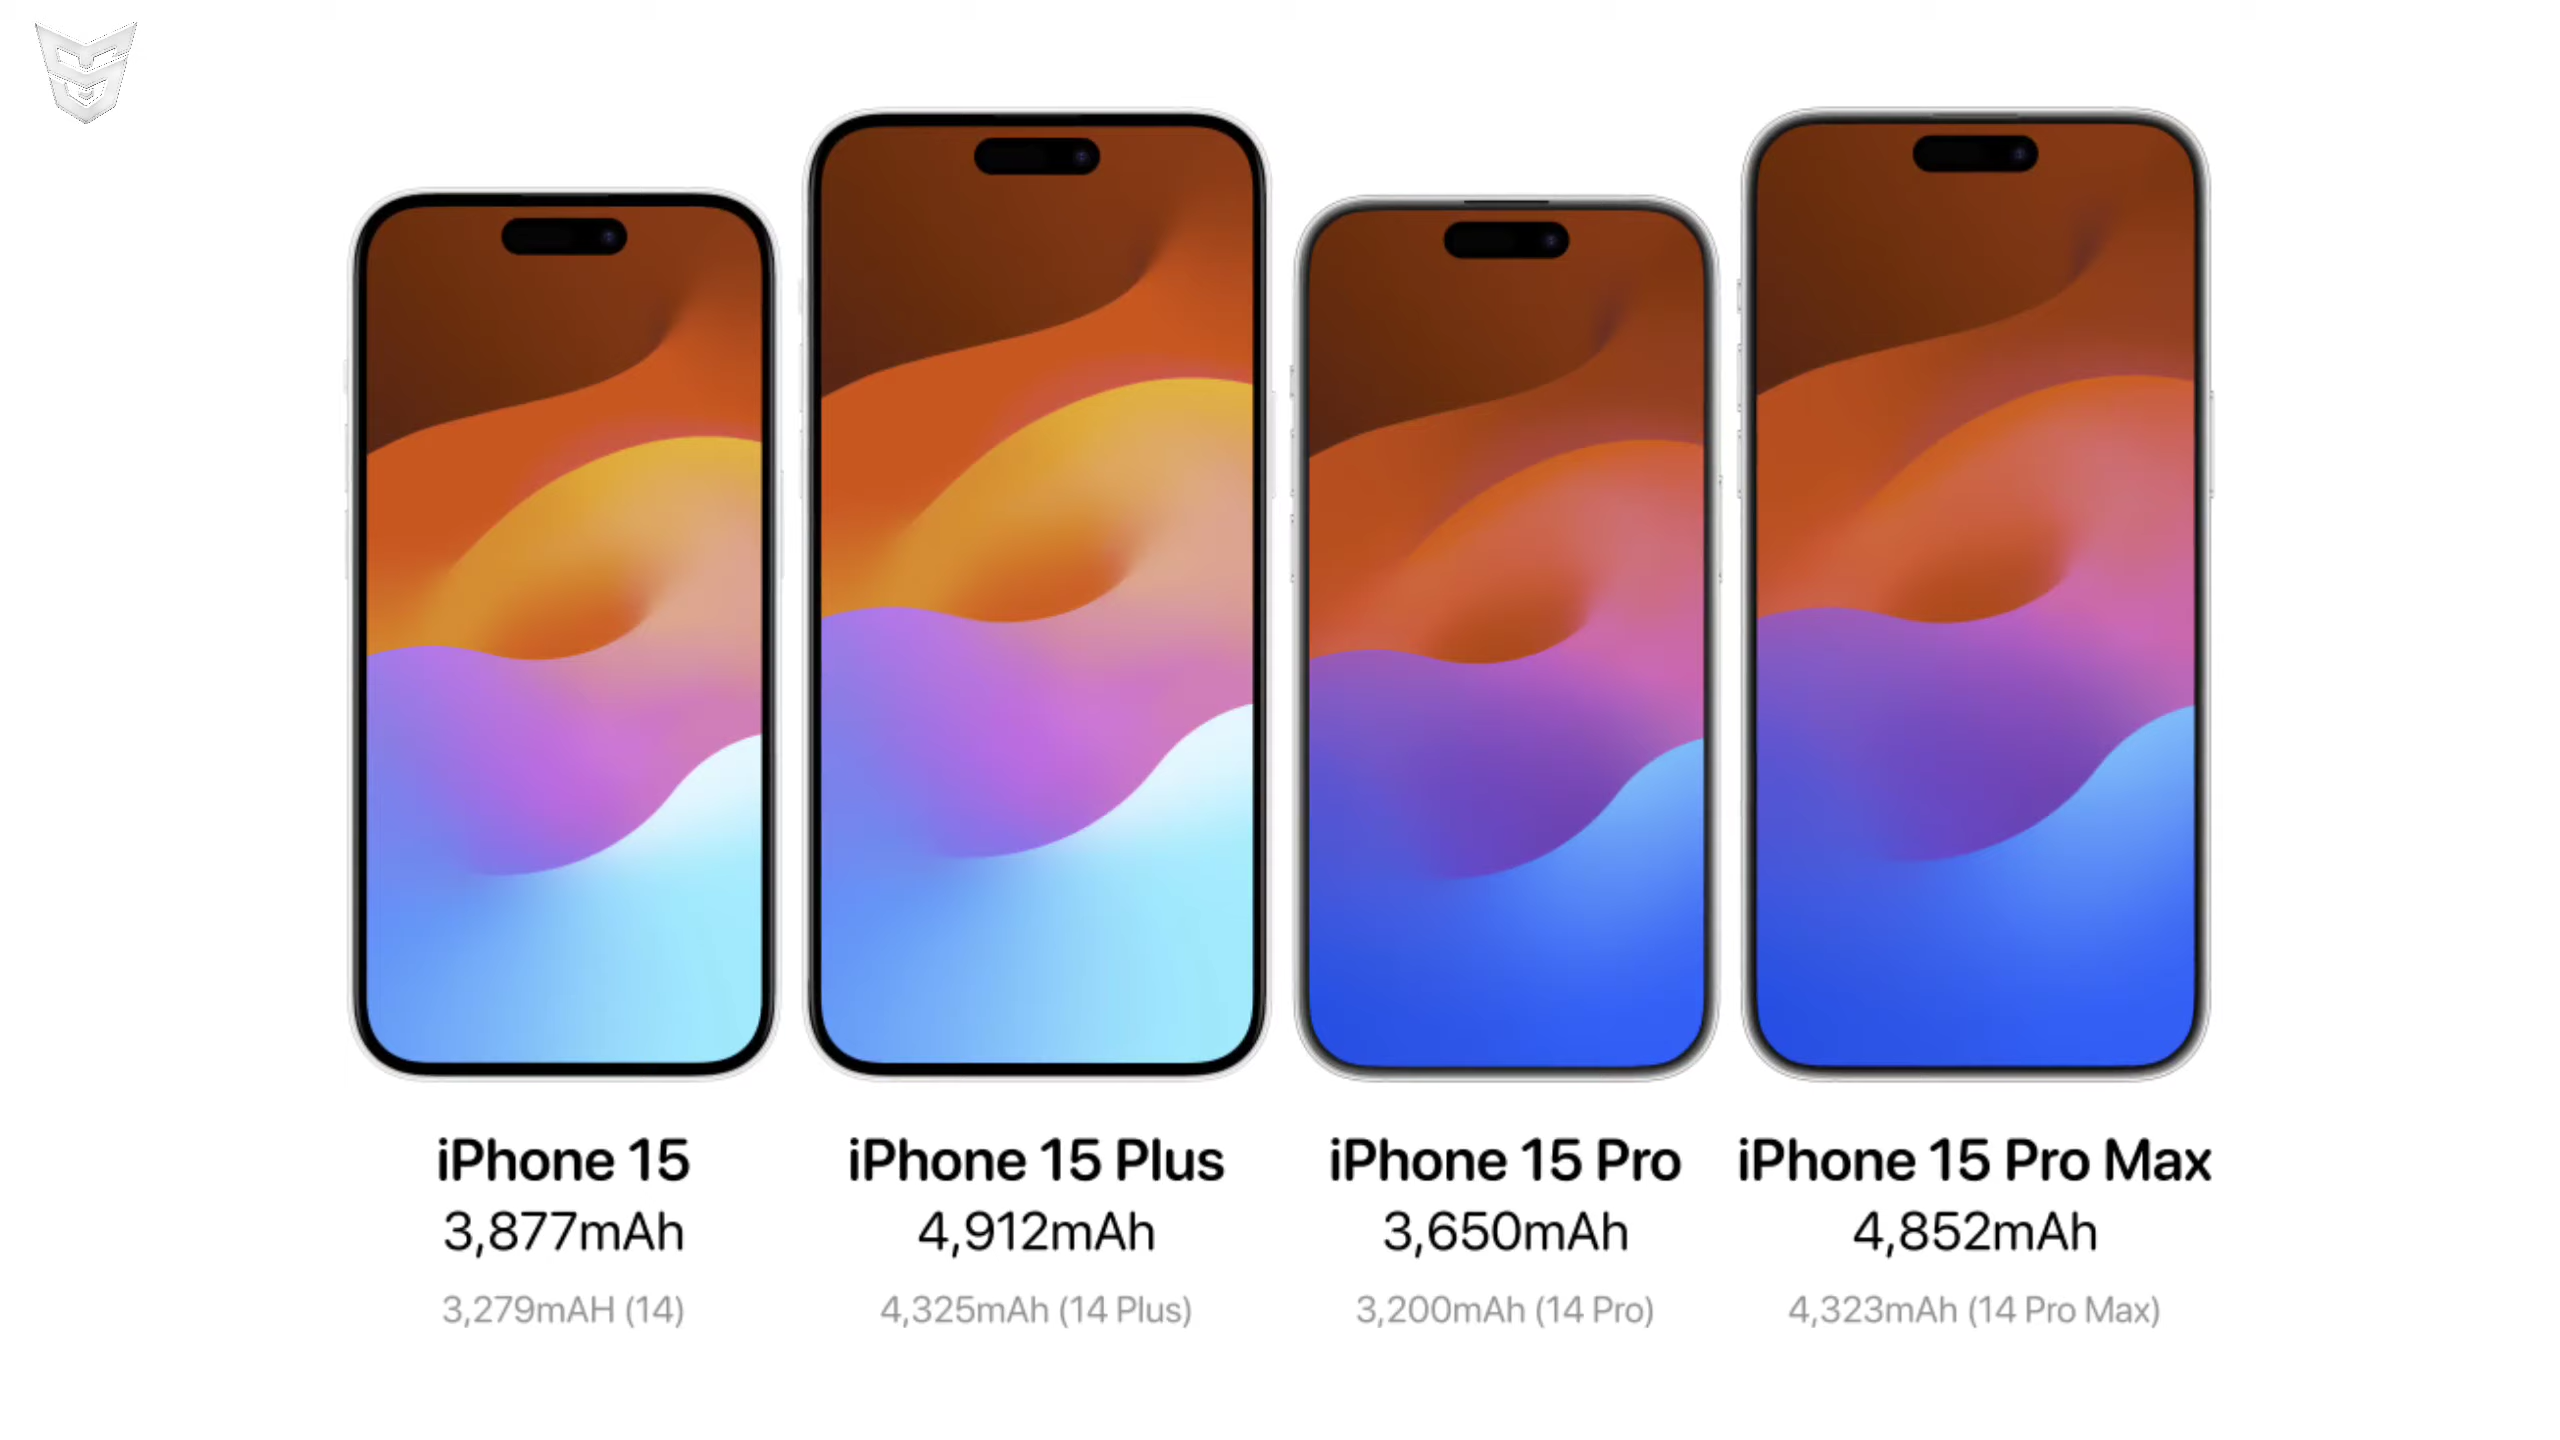 iPhone 15
3,877mAh
3,279mAH (14)
iPhone 15 Plus
4,912mAh
4,325mAh (14 Plus)
iPhone 15 Pro
3,650mAh
3,200mAh (14 Pro)
iPhone 15 Pro Max
4,852mAh
4,323mAh (14 Pro Max)